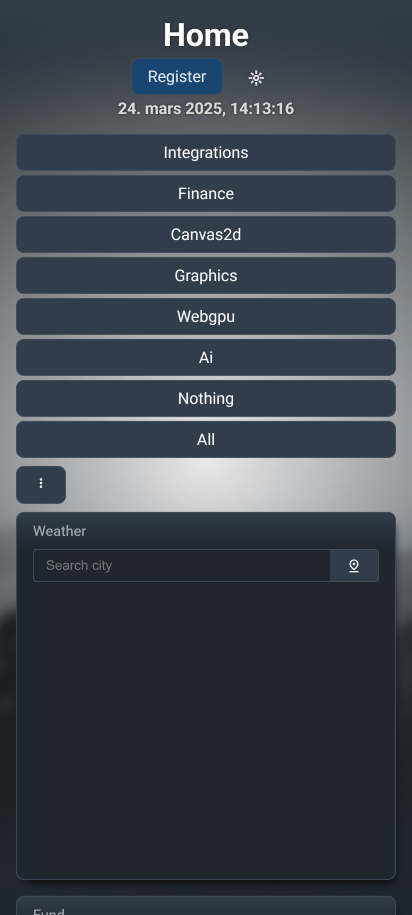 Home
Register
24. mars 2025, 14:13:16
Integrations
Finance
Canvas2d
Graphics
Webgpu
Ai
Nothing
All
Weather
Search city
Fund